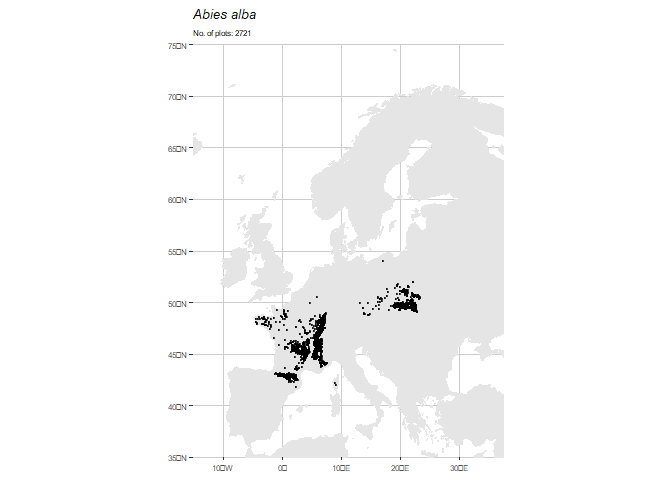 Abies alba
No. of plots: 2721
75□N
70□N
65□N
60□N
55□N
50□N
45□N
40□N
35□N
10□W
0□
10□E
20□E
30□E